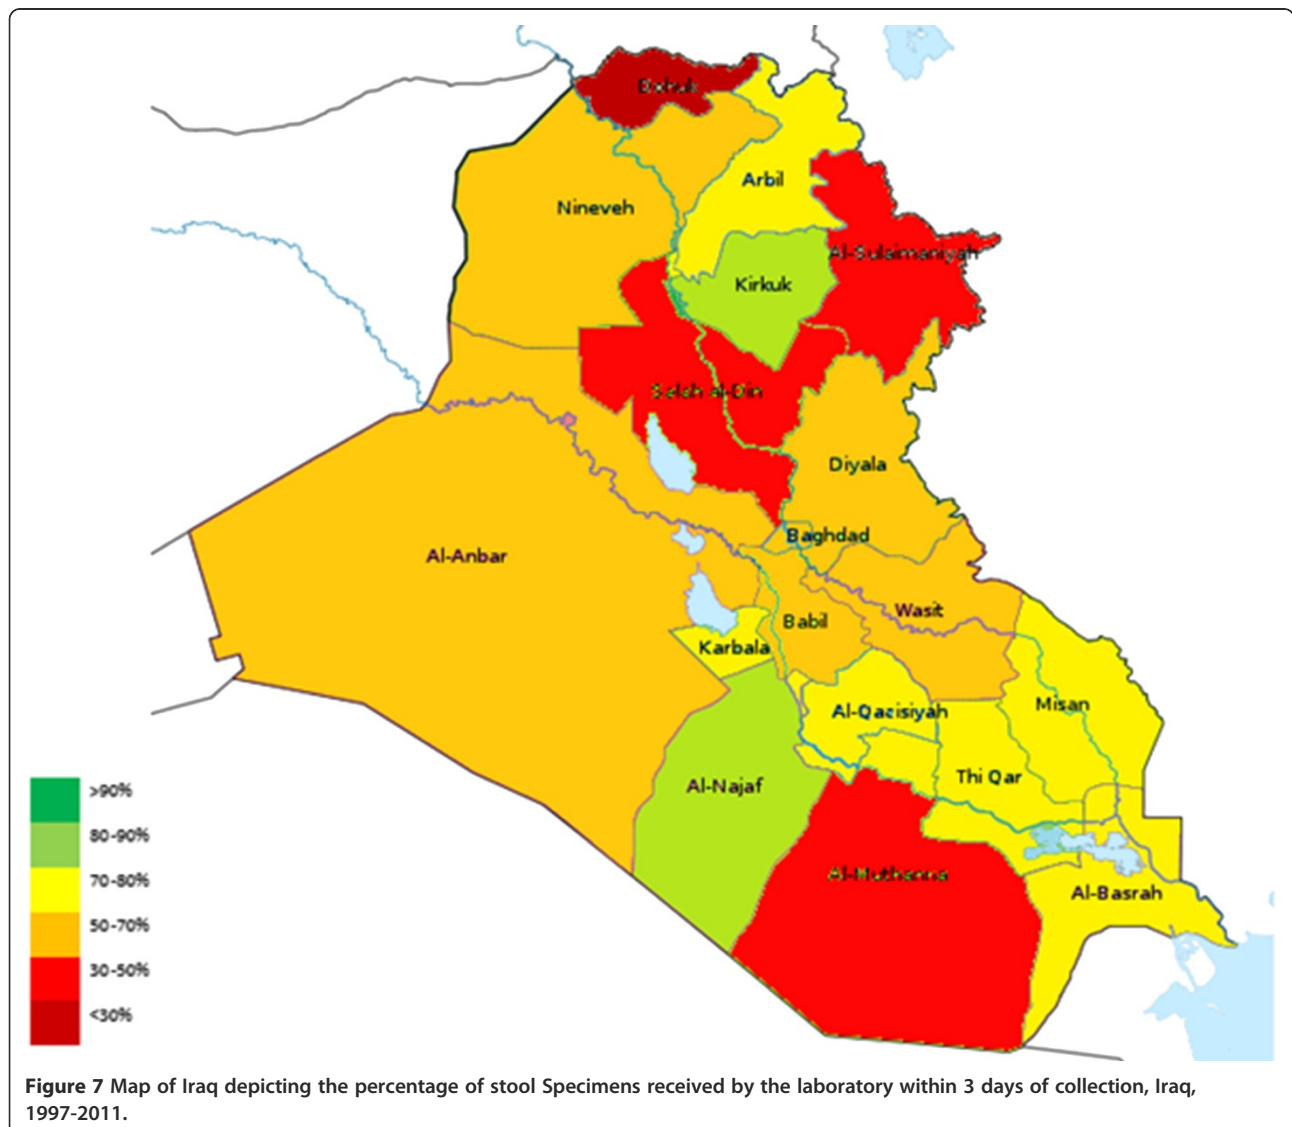 Dohuk
Arbil
Nineveh
Al-Sulaimaniyah
Kirkuk
Salah al-Din
Diyala
Baghdad
Al-Anbar
Wasit
Babil
Karbala
Misan
Al-Qadisiyah
Thi Qar
Al-Najaf
Al-Muthanna
Al-Basrah
>90%
80-90%
70-80%
50-70%
30-50%
<30%
Figure 7 Map of Iraq depicting the percentage of stool Specimens received by the laboratory within 3 days of collection, Iraq,
1997-2011.